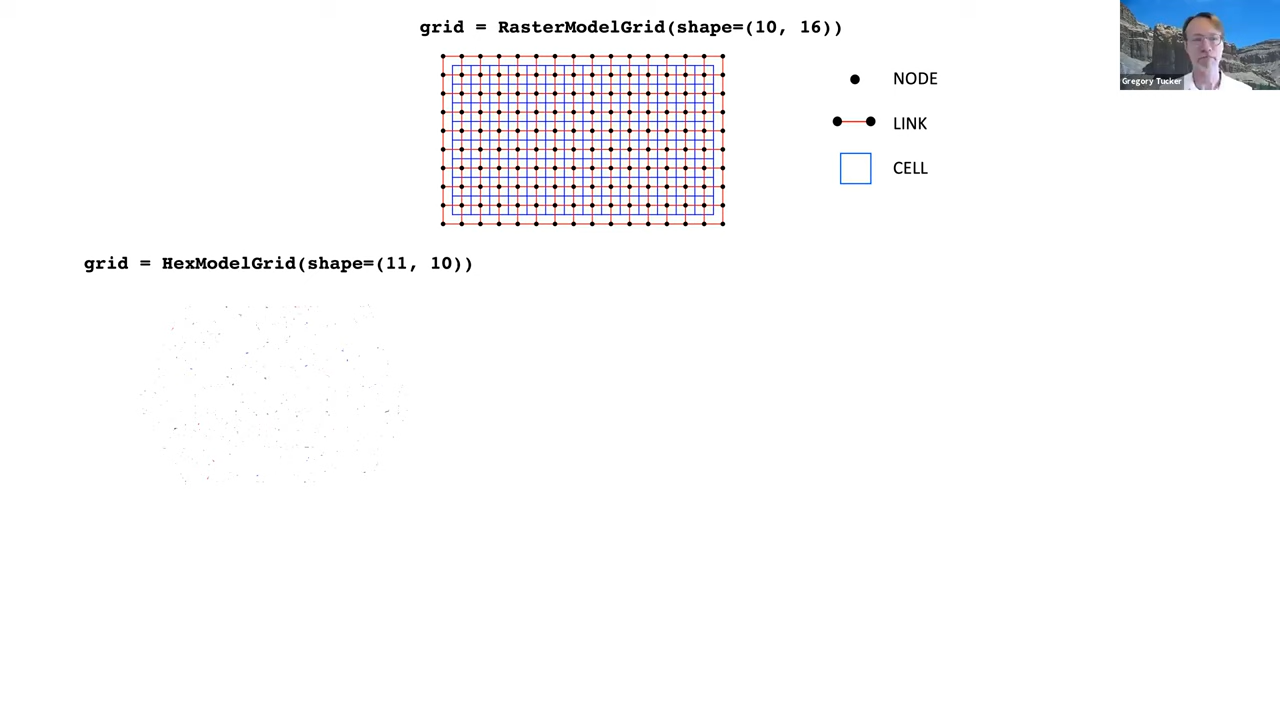 grid = RasterModelGrid(shape=(10, 16))
NODE
LINK
CELL
Gregory Tucker
grid = HexModelGrid(shape=(11, 10))